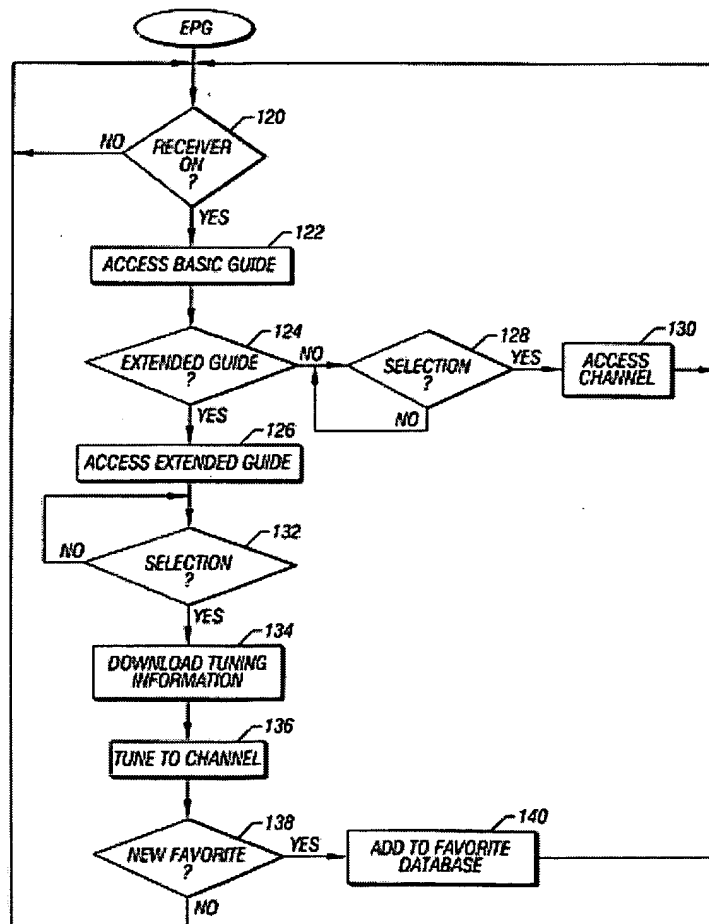 EPG
120
NO
RECEIVER
ON
?
YES
122
ACCESS BASIC GUIDE
124
EXTENDED GUIDE
?
NO
128
SELECTION
?
YES
130
ACCESS
CHANNEL
NO
YES
126
ACCESS EXTENDED GUIDE
132
NO
SELECTION
?
YES
134
DOWNLOAD TUNING
INFORMATION
136
TUNE TO CHANNEL
138
NEW FAVORITE
?
YES
140
ADD TO FAVORITE
DATABASE
NO